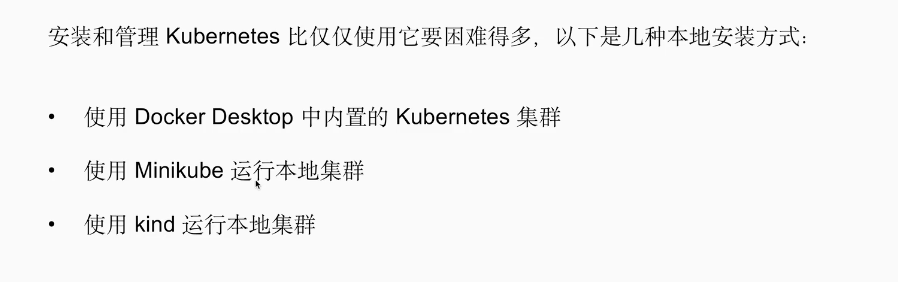 安装和管理 Kubernetes 比仅仅使用它要困难得多，以下是几种本地安装方式：
• 使用 Docker Desktop 中内置的 Kubernetes 集群
• 使用 Minikube 运行本地集群
• 使用 kind 运行本地集群